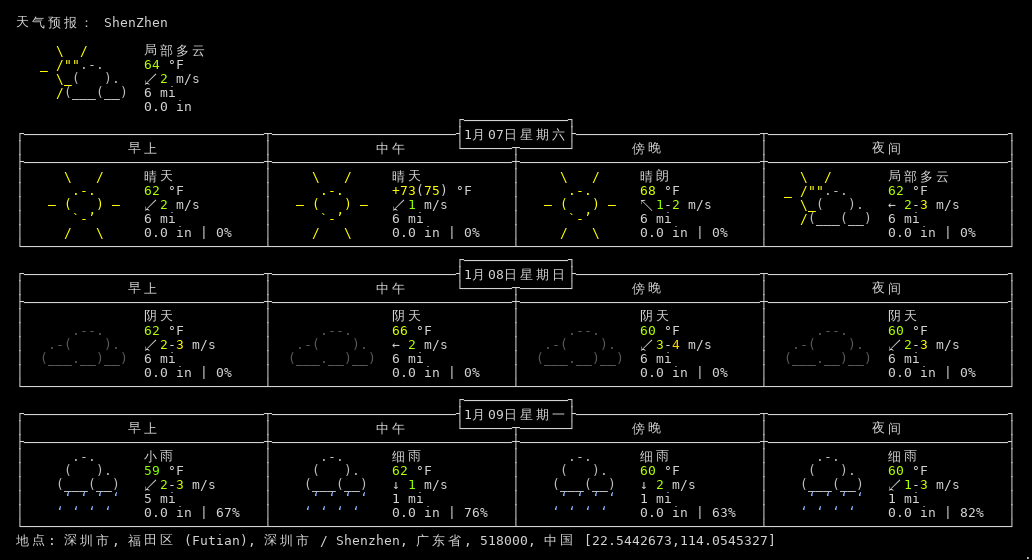 天气预报： ShenZhen
局部多云
64 °F
↙2 m/s
6 mi
0.0 in
1月07日星期六
早上 中午 傍晚 夜间
晴天 晴天 晴朗 局部多云
62 °F +73(75) °F 68 °F 62 °F
↙2 m/s ↙1 m/s ↖1-2 m/s ← 2-3 m/s
6 mi 6 mi 6 mi 6 mi
0.0 in | 0% 0.0 in | 0% 0.0 in | 0% 0.0 in | 0%
1月08日星期日
早上 中午 傍晚 夜间
阴天 阴天 阴天 阴天
62 °F 66 °F 60 °F 60 °F
↙2-3 m/s ← 2 m/s ↙3-4 m/s ↙2-3 m/s
6 mi 6 mi 6 mi 6 mi
0.0 in | 0% 0.0 in | 0% 0.0 in | 0% 0.0 in | 0%
1月09日星期一
早上 中午 傍晚 夜间
小雨 细雨 细雨 细雨
59 °F 62 °F 60 °F 60 °F
↙2-3 m/s ↓ 1 m/s ↓ 2 m/s ↙1-3 m/s
5 mi 1 mi 1 mi 1 mi
0.0 in | 67% 0.0 in | 76% 0.0 in | 63% 0.0 in | 82%
地点: 深圳市, 福田区 (Futian), 深圳市 / Shenzhen, 广东省, 518000, 中国 [22.5442673,114.0545327]